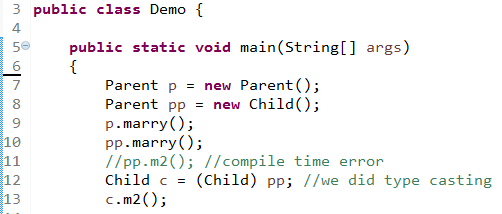 3 public class Demo {
4
5 public static void main(String[] args)
6 {
7 Parent p = new Parent();
8 Parent pp = new Child();
9 p.marry();
10 pp.marry();
11 //pp.m2(); //compile time error
12 Child c = (Child) pp; //we did type casting
13 c.m2();